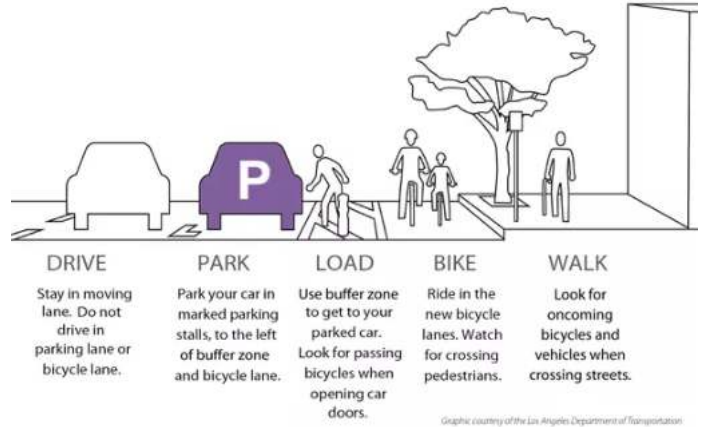 P
DRIVE
Stay in moving
lane. Do not
drive in
parking lane or
bicycle lane.
PARK
Park your car in
marked parking
stalls, to the left
of buffer zone
and bicycle lane.
LOAD
Use buffer zone
to get to your
parked car.
Look for passing
bicycles when
opening car
doors.
BIKE
Ride in the
new bicycle
lanes. Watch
for crossing
pedestrians.
WALK
Look for
oncoming
bicycles and
vehicles when
crossing streets.
Graphic courtesy of the Los Angeles Department of Transportation